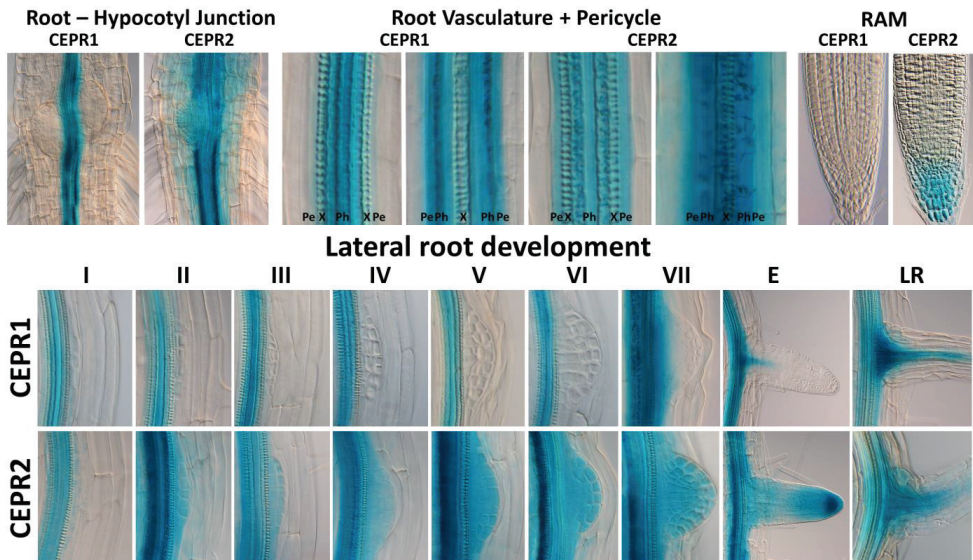 Root – Hypocotyl Junction
CEPR1 CEPR2
Root Vasculature + Pericycle
CEPR1 CEPR2
RAM
CEPR1 CEPR2
Pe X Ph X Pe
Pe Ph X Ph Pe
Pe X Ph X Pe
Pe Ph X Ph Pe
Lateral root development
I II III IV V VI VII E LR
CEPR1
CEPR2